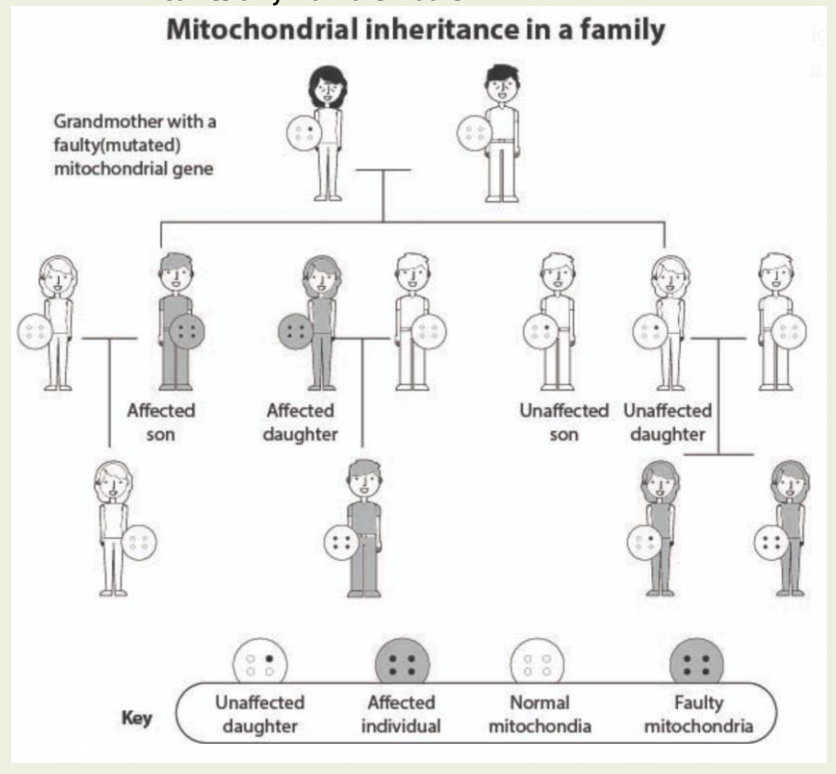 Mitochondrial inheritance in a family
Grandmother with a
faulty(mutated)
mitochondrial gene
Affected
son
Affected
daughter
Unaffected
son
Unaffected
daughter
Key
Unaffected
daughter
Affected
individual
Normal
mitochondia
Faulty
mitochondria